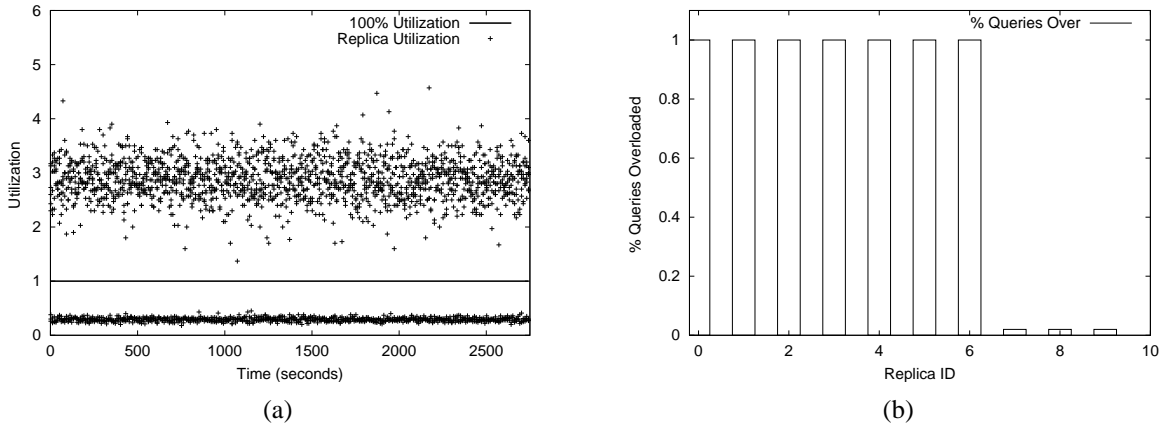 6
5
4
3
2
1
0
Utilization
100% Utilization
Replica Utilization
0 500 1000 1500 2000 2500
Time (seconds)
(a)
1
0.8
0.6
0.4
0.2
0
% Queries Overloaded
% Queries Over
0 2 4 6 8 10
Replica ID
(b)